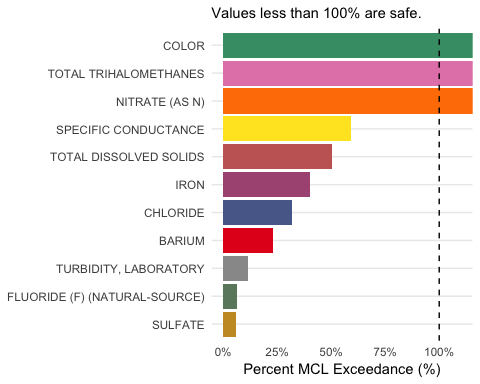 Values less than 100% are safe.
COLOR
TOTAL TRIHALOMETHANES
NITRATE (AS N)
SPECIFIC CONDUCTANCE
TOTAL DISSOLVED SOLIDS
IRON
CHLORIDE
BARIUM
TURBIDITY, LABORATORY
FLUORIDE (F) (NATURAL-SOURCE)
SULFATE
0% 25% 50% 75% 100%
Percent MCL Exceedance (%)